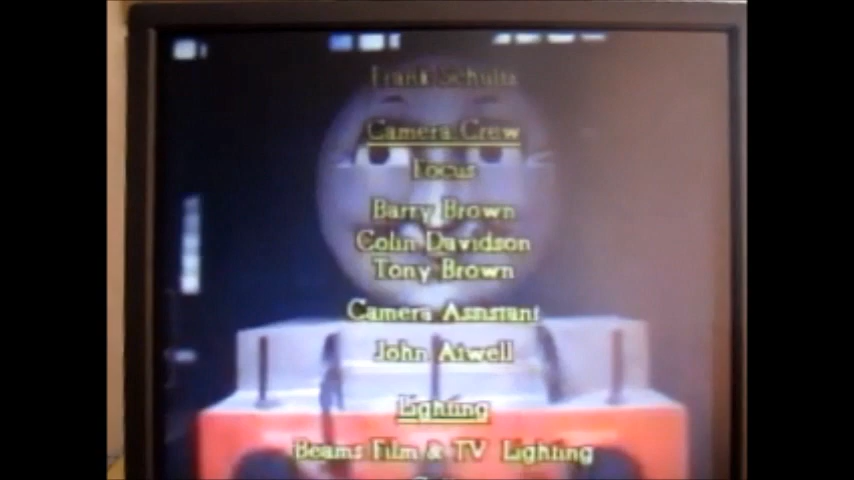 Frank Schultz
Camera Crew
Focus
Barry Brown
Colin Davidson
Tony Brown
Camera Assistant
John Atwell
Lighting
Beams Film & TV Lighting